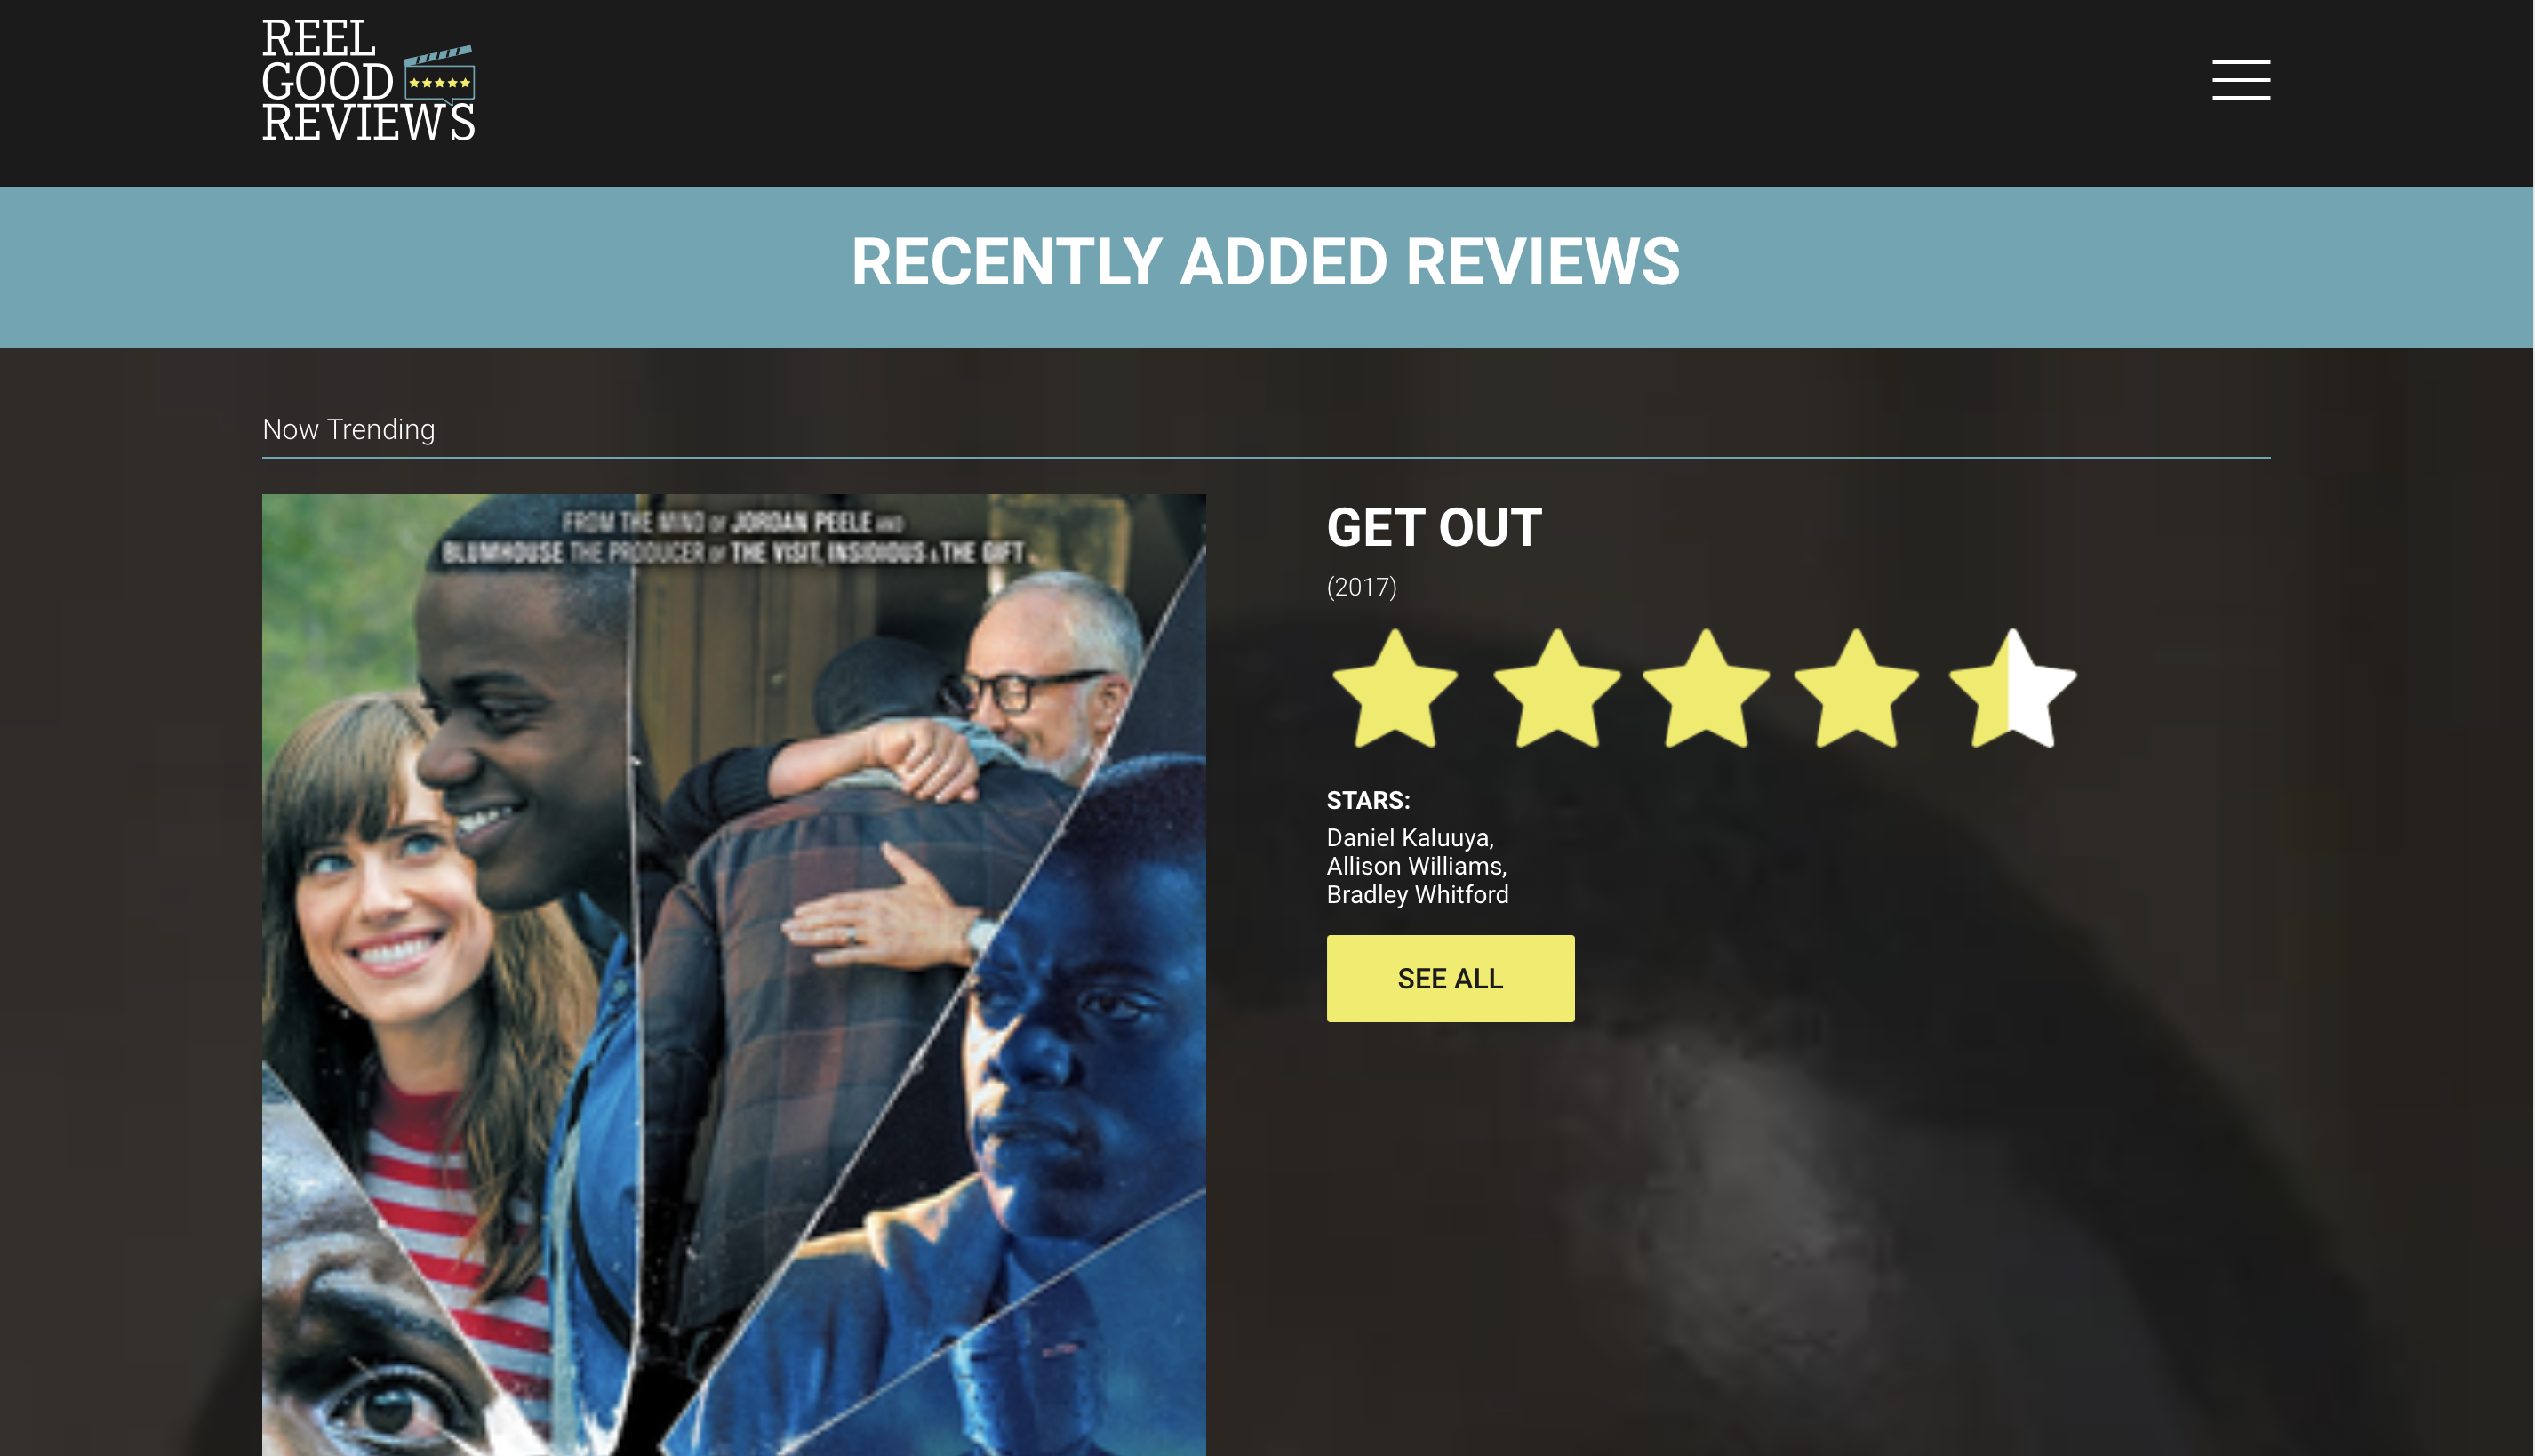 REEL
GOOD
REVIEWS
RECENTLY ADDED REVIEWS
Now Trending
FROM THE MIND OF JORDAN PEELE AND
BLUMHOUSE THE PRODUCER OF THE VISIT, INSIDIOUS & THE GIFT
GET OUT
(2017)
STARS:
Daniel Kaluuya,
Allison Williams,
Bradley Whitford
SEE ALL